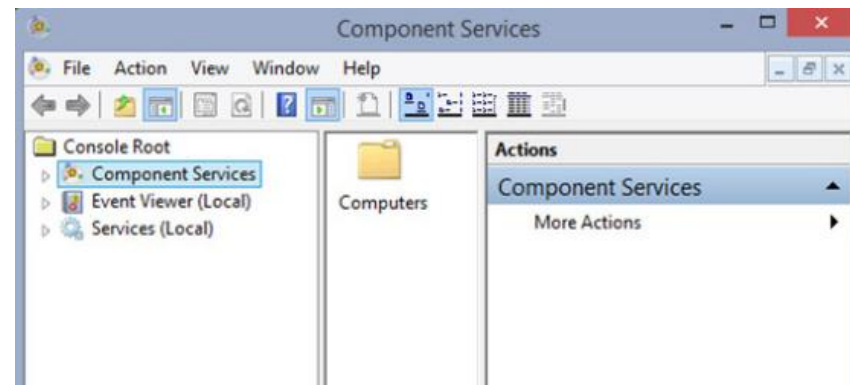 Component Services
File Action View Window Help
Console Root
Component Services
Event Viewer (Local)
Services (Local)
Computers
Actions
Component Services
More Actions